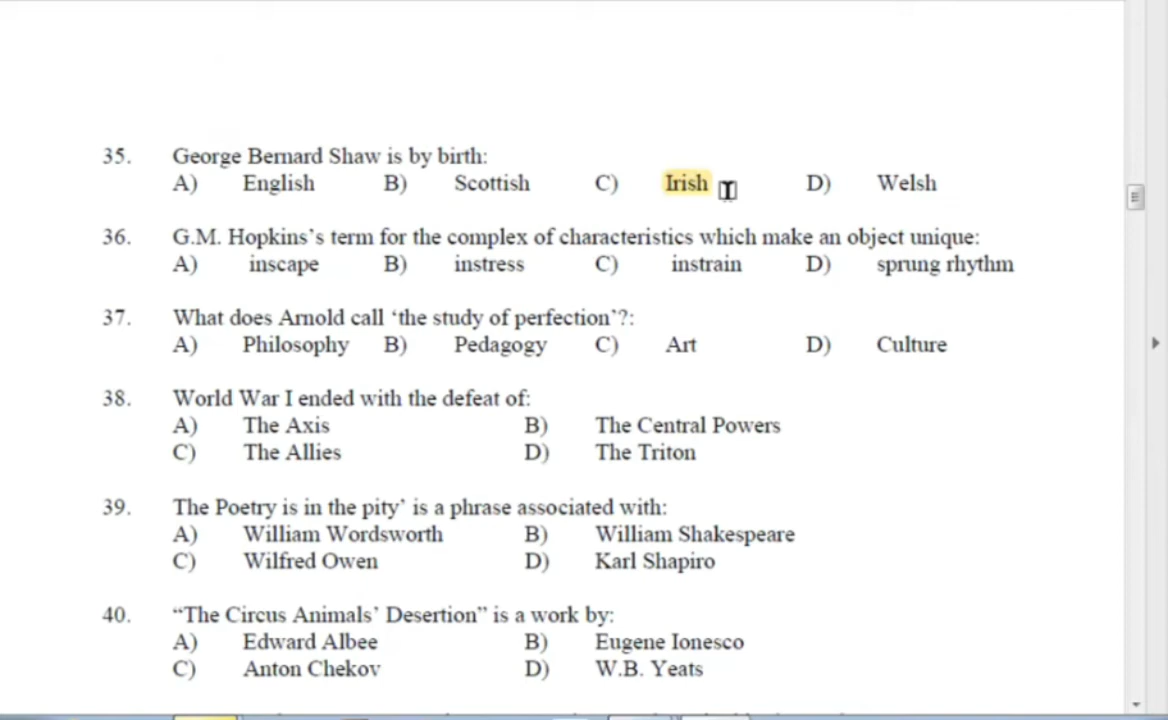 35. George Bernard Shaw is by birth:
A) English B) Scottish C) Irish D) Welsh
36. G.M. Hopkins's term for the complex of characteristics which make an object unique:
A) inscape B) instress C) instrain D) sprung rhythm
37. What does Arnold call ‘the study of perfection’?:
A) Philosophy B) Pedagogy C) Art D) Culture
38. World War I ended with the defeat of:
A) The Axis B) The Central Powers
C) The Allies D) The Triton
39. The Poetry is in the pity’ is a phrase associated with:
A) William Wordsworth B) William Shakespeare
C) Wilfred Owen D) Karl Shapiro
40. “The Circus Animals’ Desertion” is a work by:
A) Edward Albee B) Eugene Ionesco
C) Anton Chekov D) W.B. Yeats